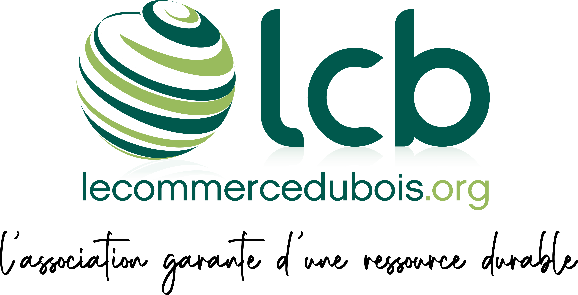 lcb
lecommercedubois.org
l'association garante d'une ressource durable